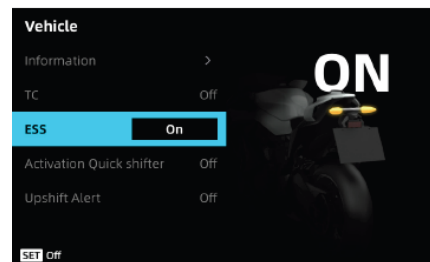 Vehicle
ON
Information >
TC Off
ESS On
Activation Quick shifter Off
Upshift Alert Off
SET Off